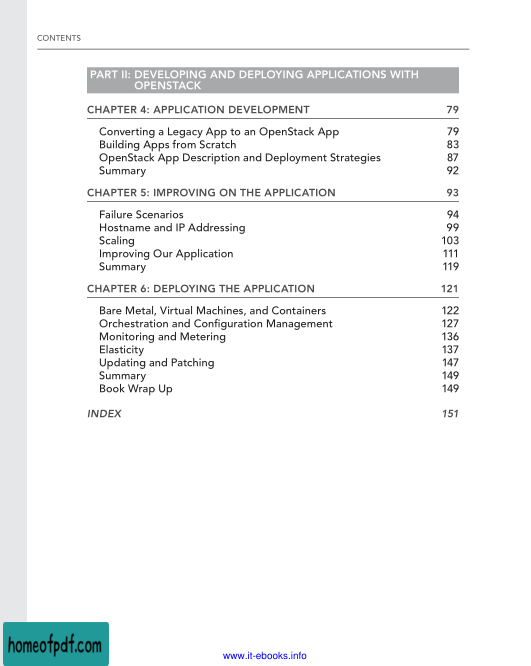 CONTENTS
PART II: DEVELOPING AND DEPLOYING APPLICATIONS WITH
OPENSTACK
CHAPTER 4: APPLICATION DEVELOPMENT 79
Converting a Legacy App to an OpenStack App 79
Building Apps from Scratch 83
OpenStack App Description and Deployment Strategies 87
Summary 92
CHAPTER 5: IMPROVING ON THE APPLICATION 93
Failure Scenarios 94
Hostname and IP Addressing 99
Scaling 103
Improving Our Application 111
Summary 119
CHAPTER 6: DEPLOYING THE APPLICATION 121
Bare Metal, Virtual Machines, and Containers 122
Orchestration and Configuration Management 127
Monitoring and Metering 136
Elasticity 137
Updating and Patching 147
Summary 149
Book Wrap Up 149
INDEX 151
homeofpdf.com
www.it-ebooks.info